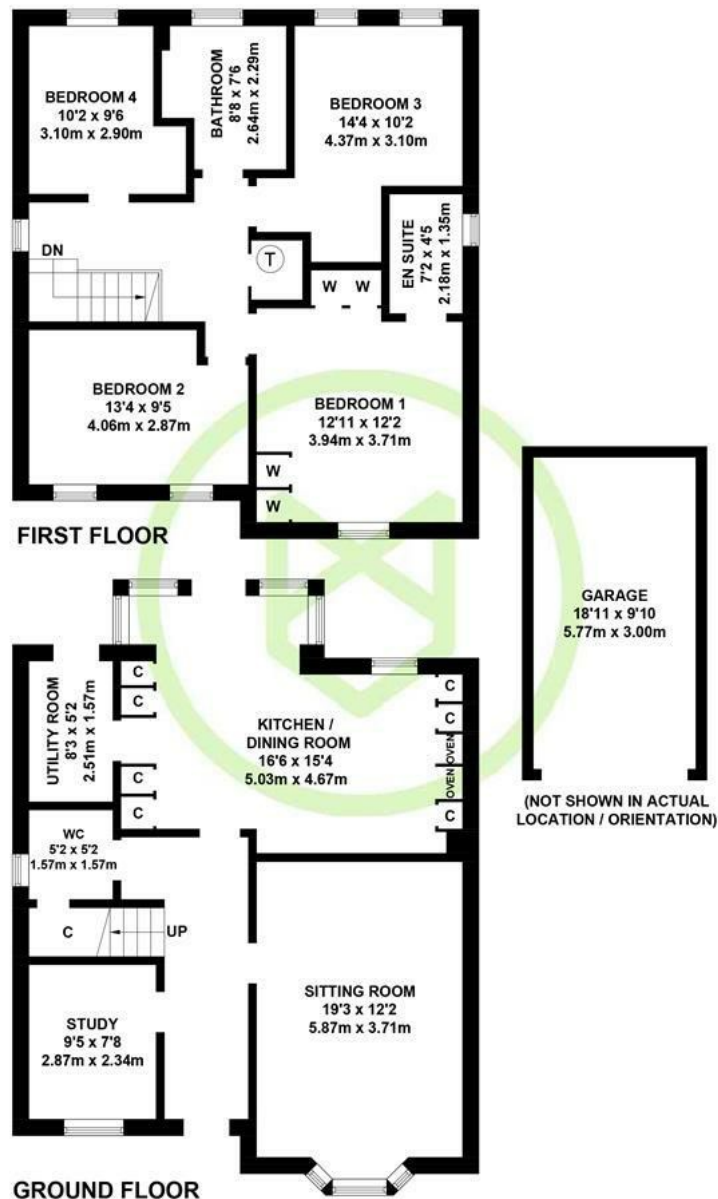 BEDROOM 4
10'2 x 9'6
3.10m x 2.90m
BATHROOM
8'8 x 7'6
2.64m x 2.29m
BEDROOM 3
14'4 x 10'2
4.37m x 3.10m
EN SUITE
7'2 x 4'5
2.18m x 1.35m
DN
T
W
W
BEDROOM 2
13'4 x 9'5
4.06m x 2.87m
BEDROOM 1
12'11 x 12'2
3.94m x 3.71m
W
W
FIRST FLOOR
GARAGE
18'11 x 9'10
5.77m x 3.00m
(NOT SHOWN IN ACTUAL
LOCATION / ORIENTATION)
UTILITY ROOM
8'3 x 5'2
2.51m x 1.57m
C
C
C
C
KITCHEN /
DINING ROOM
16'6 x 15'4
5.03m x 4.67m
C
C
OVEN
OVEN
C
WC
5'2 x 5'2
1.57m x 1.57m
C
UP
STUDY
9'5 x 7'8
2.87m x 2.34m
SITTING ROOM
19'3 x 12'2
5.87m x 3.71m
GROUND FLOOR